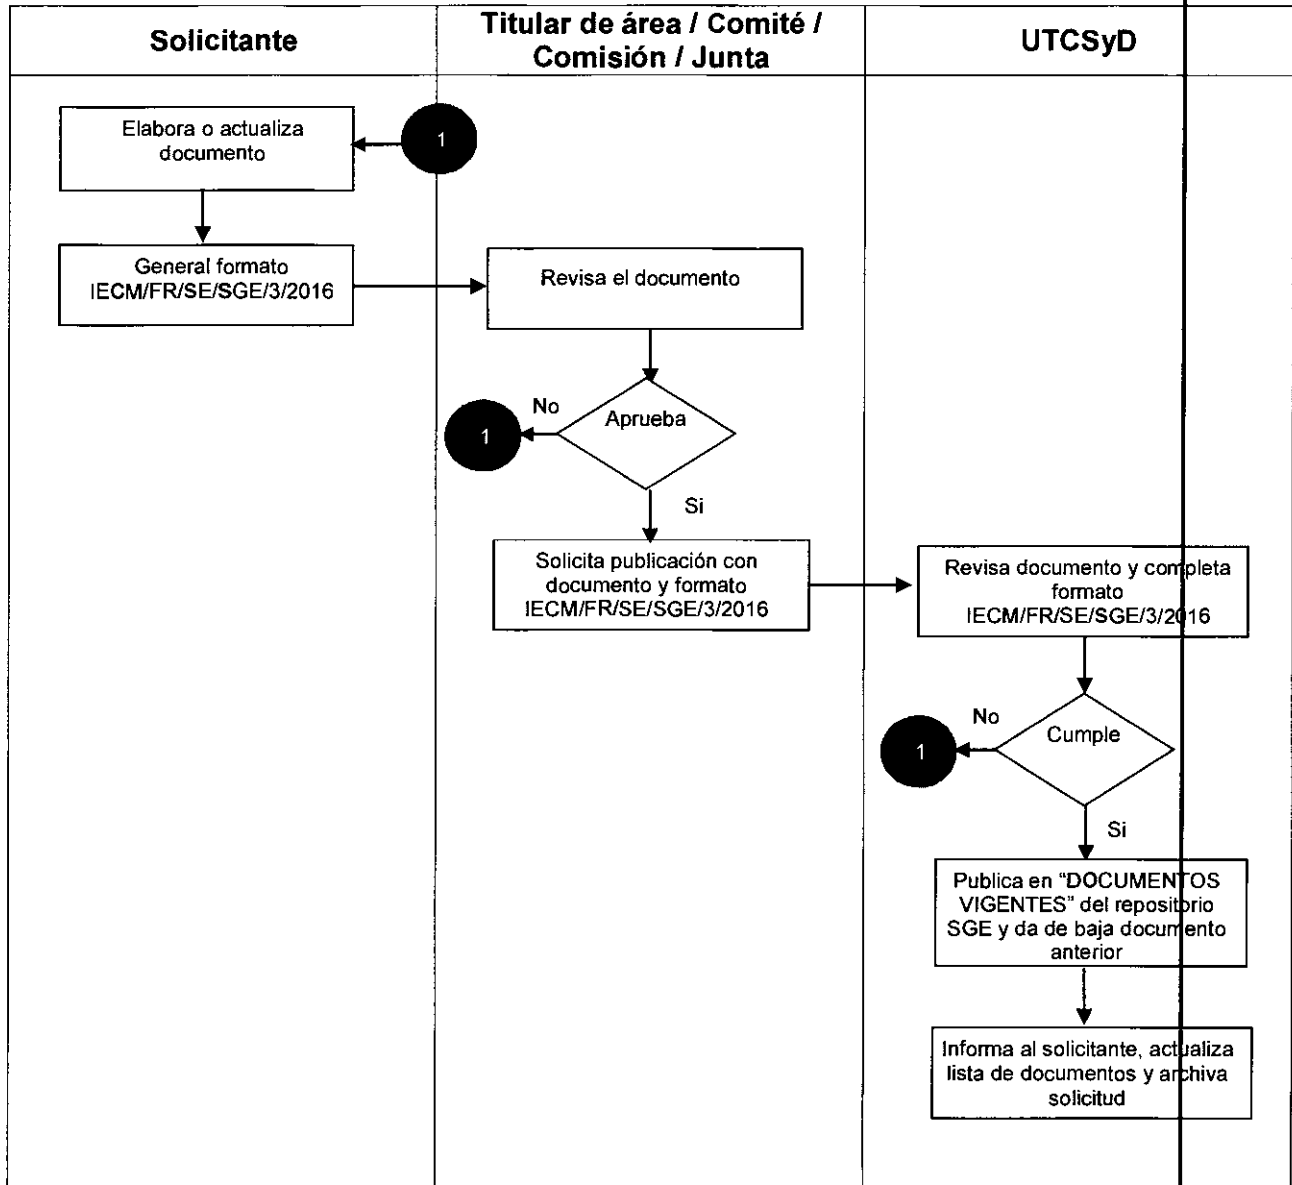 Solicitante
Titular de área / Comité /
Comisión / Junta
UTCSyD
Elabora o actualiza
documento
1
General formato
IECM/FR/SE/SGE/3/2016
Revisa el documento
Aprueba
No
1
Si
Solicita publicación con
documento y formato
IECM/FR/SE/SGE/3/2016
Revisa documento y completa
formato
IECM/FR/SE/SGE/3/2016
Cumple
No
1
Si
Publica en “DOCUMENTOS
VIGENTES” del repositorio
SGE y da de baja documento
anterior
Informa al solicitante, actualiza
lista de documentos y archiva
solicitud